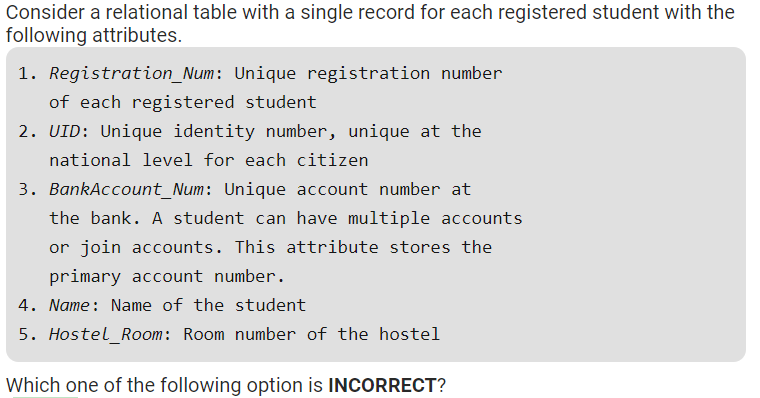 Consider a relational table with a single record for each registered student with the
following attributes.
1. Registration_Num: Unique registration number
of each registered student
2. UID: Unique identity number, unique at the
national level for each citizen
3. BankAccount_Num: Unique account number at
the bank. A student can have multiple accounts
or join accounts. This attribute stores the
primary account number.
4. Name: Name of the student
5. Hostel_Room: Room number of the hostel
Which one of the following option is INCORRECT?